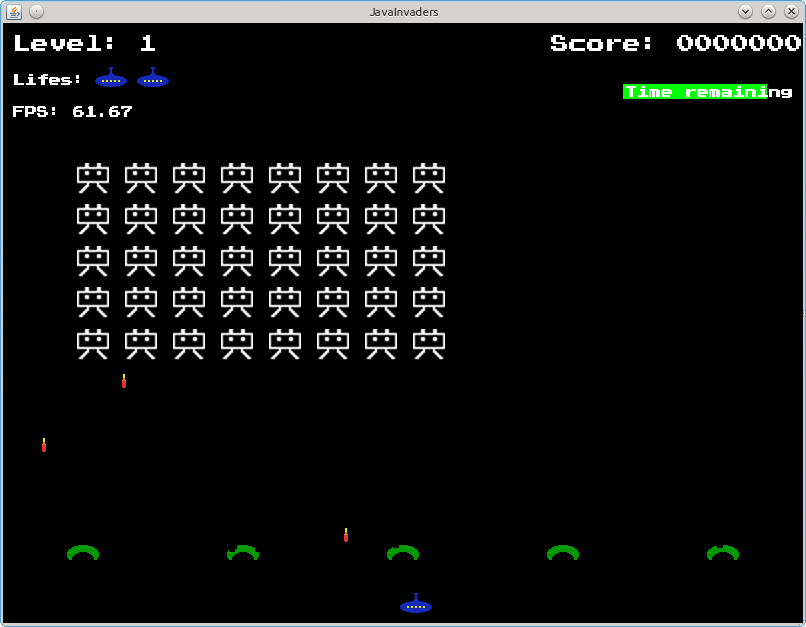 JavaInvaders
Level: 1
Score: 0000000
Lifes:
Time remaining
FPS: 61.67